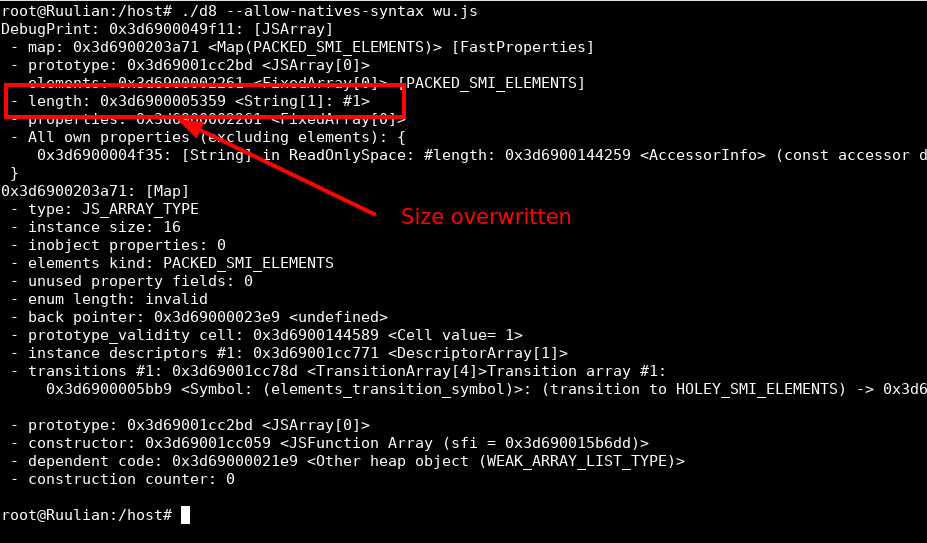 root@Ruulian:/host# ./d8 --allow-natives-syntax wu.js
DebugPrint: 0x3d6900049f11: [JSArray]
 - map: 0x3d6900203a71 <Map(PACKED_SMI_ELEMENTS)> [FastProperties]
 - prototype: 0x3d69001cc2bd <JSArray[0]>
 - elements: 0x3d6900002261 <FixedArray[0]> [PACKED_SMI_ELEMENTS]
 - length: 0x3d6900005359 <String[1]: #1>
 - properties: 0x3d6900002261 <FixedArray[0]>
 - All own properties (excluding elements): {
    0x3d6900004f35: [String] in ReadOnlySpace: #length: 0x3d6900144259 <AccessorInfo> (const accessor d
 }
0x3d6900203a71: [Map]
 - type: JS_ARRAY_TYPE
 - instance size: 16
Size overwritten
 - inobject properties: 0
 - elements kind: PACKED_SMI_ELEMENTS
 - unused property fields: 0
 - enum length: invalid
 - back pointer: 0x3d69000023e9 <undefined>
 - prototype_validity cell: 0x3d6900144589 <Cell value= 1>
 - instance descriptors #1: 0x3d69001cc771 <DescriptorArray[1]>
 - transitions #1: 0x3d69001cc78d <TransitionArray[4]>Transition array #1:
     0x3d6900005bb9 <Symbol: (elements_transition_symbol)>: (transition to HOLEY_SMI_ELEMENTS) -> 0x3d6
 - prototype: 0x3d69001cc2bd <JSArray[0]>
 - constructor: 0x3d69001cc059 <JSFunction Array (sfi = 0x3d690015b6dd)>
 - dependent code: 0x3d69000021e9 <Other heap object (WEAK_ARRAY_LIST_TYPE)>
 - construction counter: 0
root@Ruulian:/host#